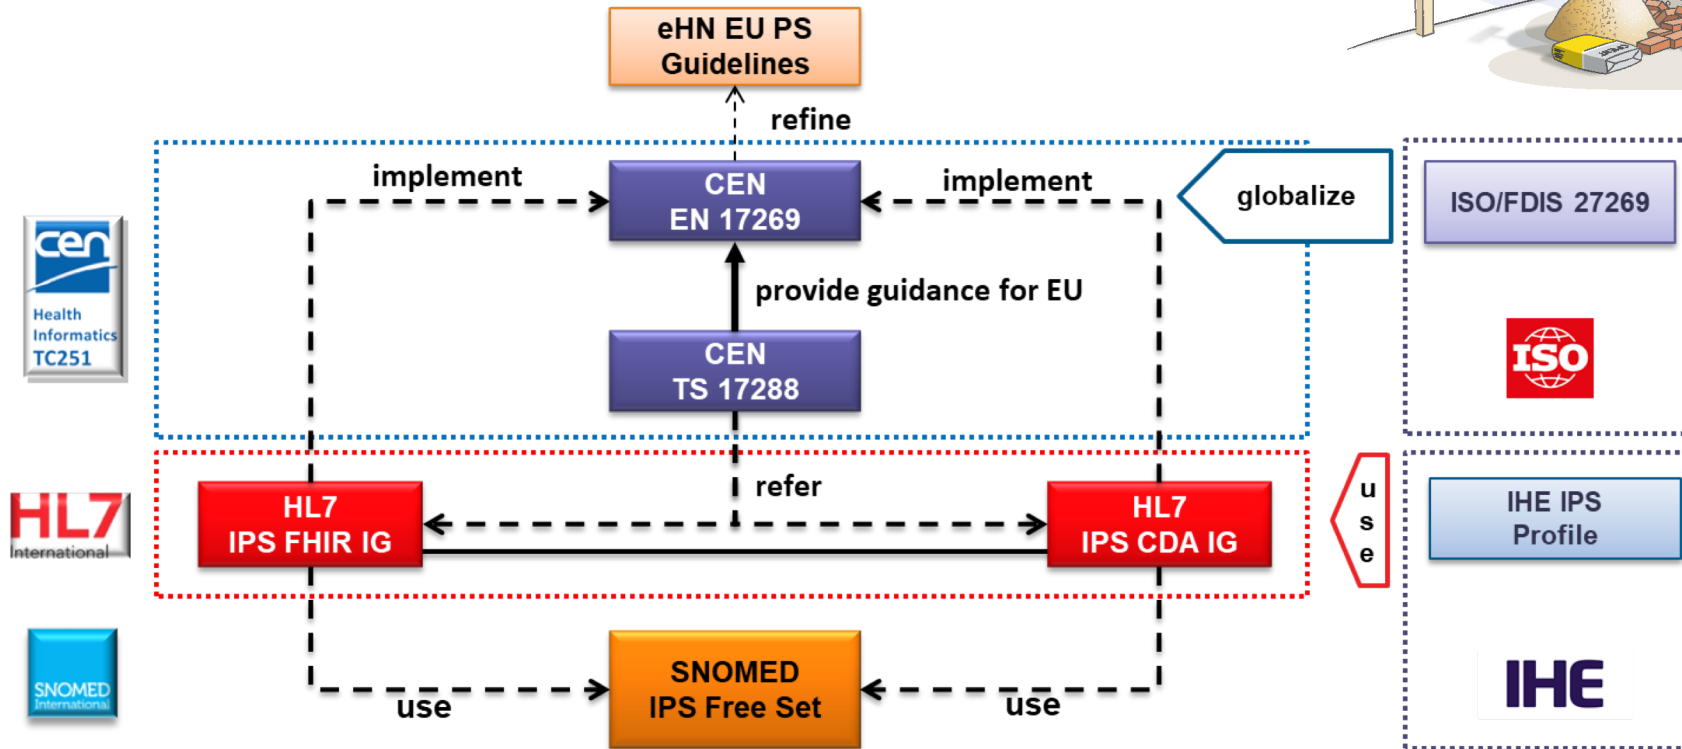 eHN EU PS
Guidelines
refine
implement
CEN
EN 17269
implement
globalize
ISO/FDIS 27269
cen
Health
Informatics
TC251
provide guidance for EU
CEN
TS 17288
ISO
HL7
International
HL7
IPS FHIR IG
refer
HL7
IPS CDA IG
u
s
e
IHE IPS
Profile
SNOMED
International
use
SNOMED
IPS Free Set
use
IHE